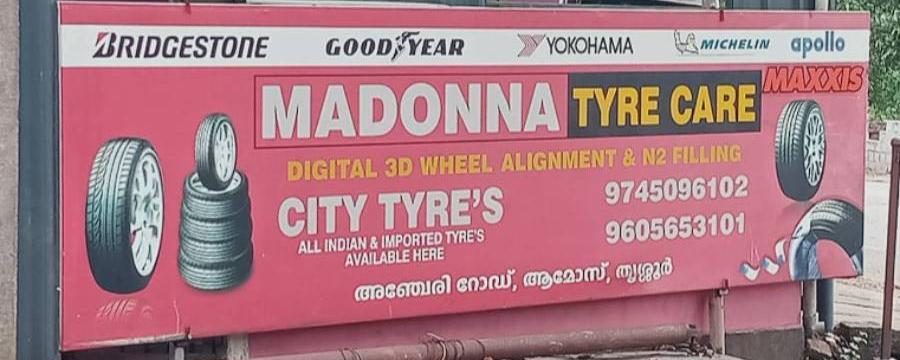 BRIDGESTONE GOODYEAR YOKOHAMA MICHELIN apollo
MAXXIS
MADONNA TYRE CARE
DIGITAL 3D WHEEL ALIGNMENT & N2 FILLING
CITY TYRE'S
ALL INDIAN & IMPORTED TYRE'S
AVAILABLE HERE
9745096102
9605653101
അഞ്ചേരി റോഡ്, ആമോസ്, തൃശ്ശൂർ